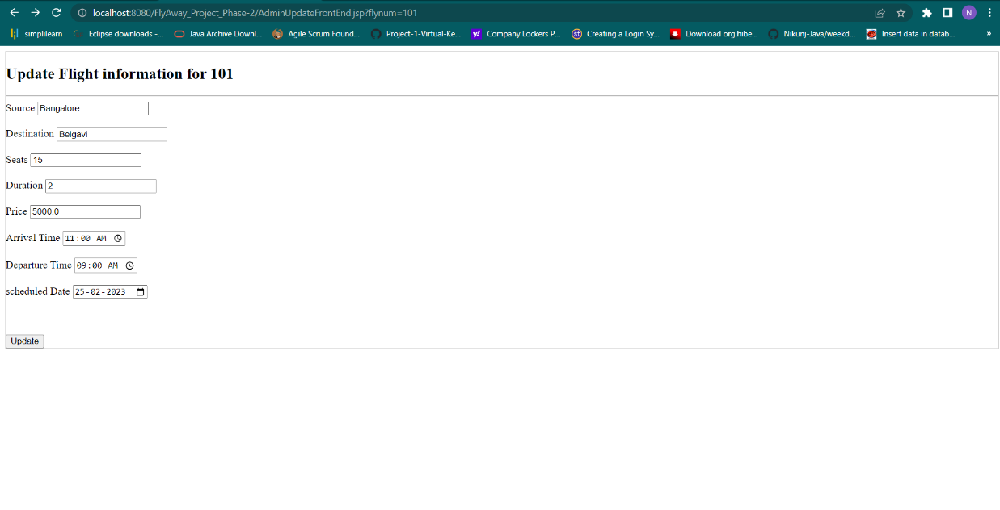 localhost:8080/FlyAway_Project_Phase-2/AdminUpdateFrontEnd.jsp?flynum=101
N
simplilearn Eclipse downloads -... Java Archive Downl... Agile Scrum Found... Project-1-Virtual-Ke... Company Lockers P... st Creating a Login Sy... Download org.hibe... Nikunj-Java/weekd... Insert data in datab... »
Update Flight information for 101
Source Bangalore
Destination Belgavi
Seats 15
Duration 2
Price 5000.0
Arrival Time 11:00 AM
Departure Time 09:00 AM
scheduled Date 25-02-2023
Update